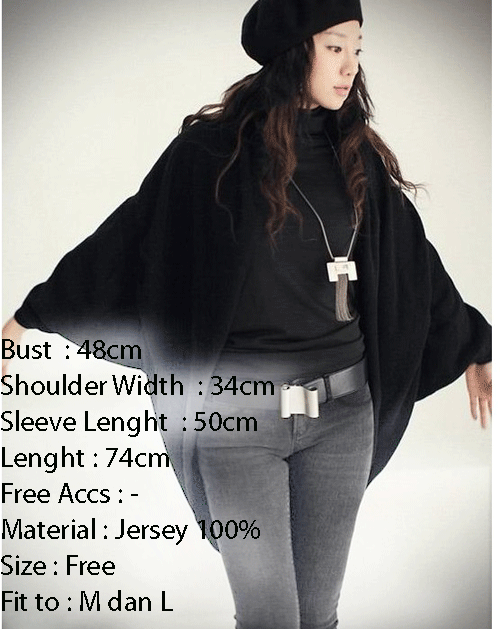 Bust : 48cm
Shoulder Width : 34cm
Sleeve Lenght : 50cm
Lenght : 74cm
Free Accs : -
Material : Jersey 100%
Size : Free
Fit to : M dan L